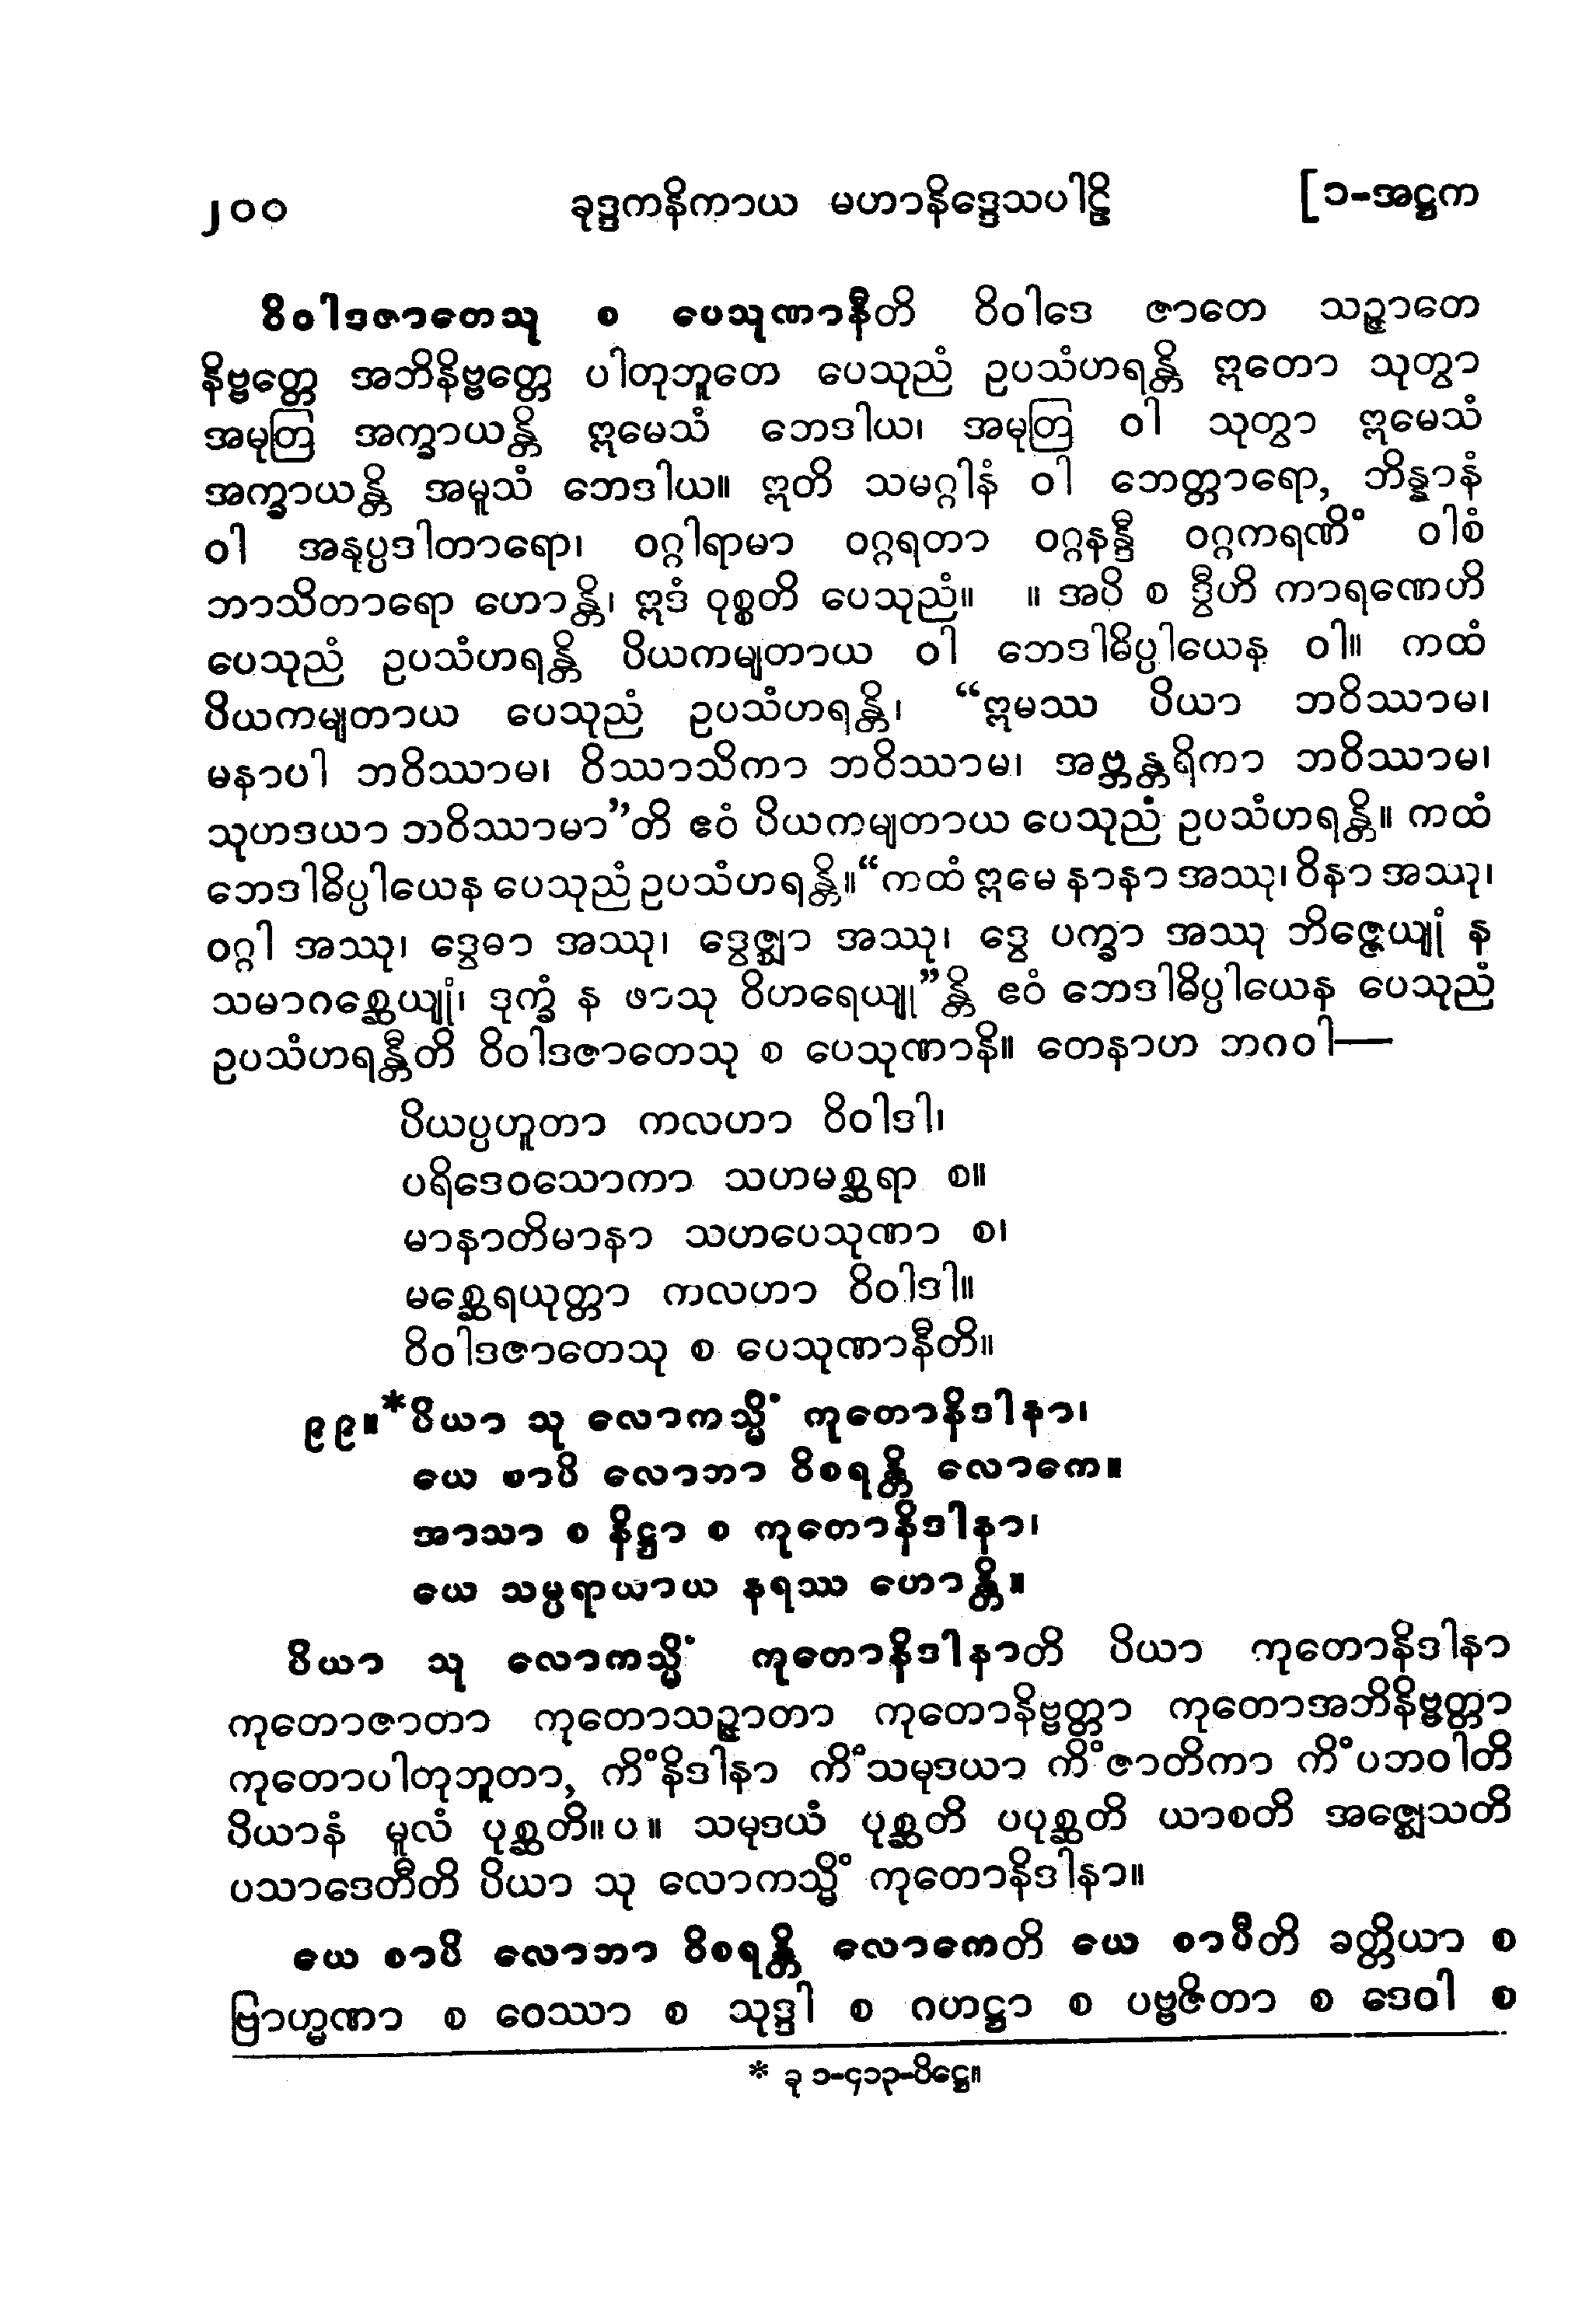 ၂၀၀ ခုဒ္ဒကနိကာယ မဟာနိဒ္ဒေသပါဠိ [၁-အဋ္ဌက
ဝိဝါဒဇာတေသု စ ပေသုဏာနီတိ ဝိဝါဒေ ဇာတေ သဉ္ဇာတေ
နိဗ္ဗတ္တေ အဘိနိဗ္ဗတ္တေ ပါတုဘူတေ ပေသုညံ ဥပသံဟရန္တိ ဣတော သုတွာ
အမုတြ အက္ခာယန္တိ ဣမေသံ ဘေဒါယ၊ အမုတြ ဝါ သုတွာ ဣမေသံ
အက္ခာယန္တိ အမူသံ ဘေဒါယ။ ဣတိ သမဂ္ဂါနံ ဝါ ဘေတ္တာရော, ဘိန္နာနံ
ဝါ အနုပ္ပဒါတာရော၊ ဝဂ္ဂါရာမာ ဝဂ္ဂရတာ ဝဂ္ဂနန္ဒီ ဝဂ္ဂကရဏိံ ဝါစံ
ဘာသိတာရော ဟောန္တိ၊ ဣဒံ ဝုစ္စတိ ပေသုညံ။ ။ အပိ စ ဒွီဟိ ကာရဏေဟိ
ပေသုညံ ဥပသံဟရန္တိ ပိယကမျတာယ ဝါ ဘေဒါဓိပ္ပါယေန ဝါ။ ကထံ
ပိယကမျတာယ ပေသုညံ ဥပသံဟရန္တိ၊ “ဣမဿ ပိယာ ဘဝိဿာမ၊
မနာပါ ဘဝိဿာမ၊ ဝိဿာသိကာ ဘဝိဿာမ၊ အဗ္ဘန္တရိကာ ဘဝိဿာမ၊
သုဟဒယာ ဘဝိဿာမာ”တိ ဧဝံ ပိယကမျတာယ ပေသုညံ ဥပသံဟရန္တိ။ ကထံ
ဘေဒါဓိပ္ပါယေန ပေသုညံ ဥပသံဟရန္တိ။ “ကထံ ဣမေ နာနာ အဿု၊ ဝိနာ အဿု၊
ဝဂ္ဂါ အဿု၊ ဒွေဓာ အဿု၊ ဒွေဇ္ဈာ အဿု၊ ဒွေ ပက္ခာ အဿု ဘိဇ္ဇေယျုံ န
သမာဂစ္ဆေယျုံ၊ ဒုက္ခံ န ဖာသု ဝိဟရေယျု”န္တိ ဧဝံ ဘေဒါဓိပ္ပါယေန ပေသုညံ
ဥပသံဟရန္တီတိ ဝိဝါဒဇာတေသု စ ပေသုဏာနိ။ တေနာဟ ဘဂဝါ—
ပိယပ္ပဟူတာ ကလဟာ ဝိဝါဒါ၊
ပရိဒေဝသောကာ သဟမစ္ဆရာ စ။
မာနာတိမာနာ သဟပေသုဏာ စ၊
မစ္ဆေရယုတ္တာ ကလဟာ ဝိဝါဒါ။
ဝိဝါဒဇာတေသု စ ပေသုဏာနီတိ။
၉၉။ *ပိယာ သု လောကသ္မိံ ကုတောနိဒါနာ၊
ယေ စာပိ လောဘာ ဝိစရန္တိ လောကေ။
အာသာ စ နိဋ္ဌာ စ ကုတောနိဒါနာ၊
ယေ သမ္ပရာယာယ နရဿ ဟောန္တိ။
ပိယာ သု လောကသ္မိံ ကုတောနိဒါနာတိ ပိယာ ကုတောနိဒါနာ
ကုတောဇာတာ ကုတောသဉ္ဇာတာ ကုတောနိဗ္ဗတ္တာ ကုတောအဘိနိဗ္ဗတ္တာ
ကုတောပါတုဘူတာ, ကိံနိဒါနာ ကိံသမုဒယာ ကိံဇာတိကာ ကိံပဘဝါတိ
ပိယာနံ မူလံ ပုစ္ဆတိ။ ပ ။ သမုဒယံ ပုစ္ဆတိ ပပုစ္ဆတိ ယာစတိ အဇ္ဈေသတိ
ပသာဒေတီတိ ပိယာ သု လောကသ္မိံ ကုတောနိဒါနာ။
ယေ စာပိ လောဘာ ဝိစရန္တိ လောကေတိ ယေ စာပီတိ ခတ္တိယာ စ
ဗြာဟ္မဏာ စ ဝေဿာ စ သုဒ္ဒါ စ ဂဟဋ္ဌာ စ ပဗ္ဗဇိတာ စ ဒေဝါ စ
* ခု ၁-၄၁၃-ပိဋ္ဌေ။